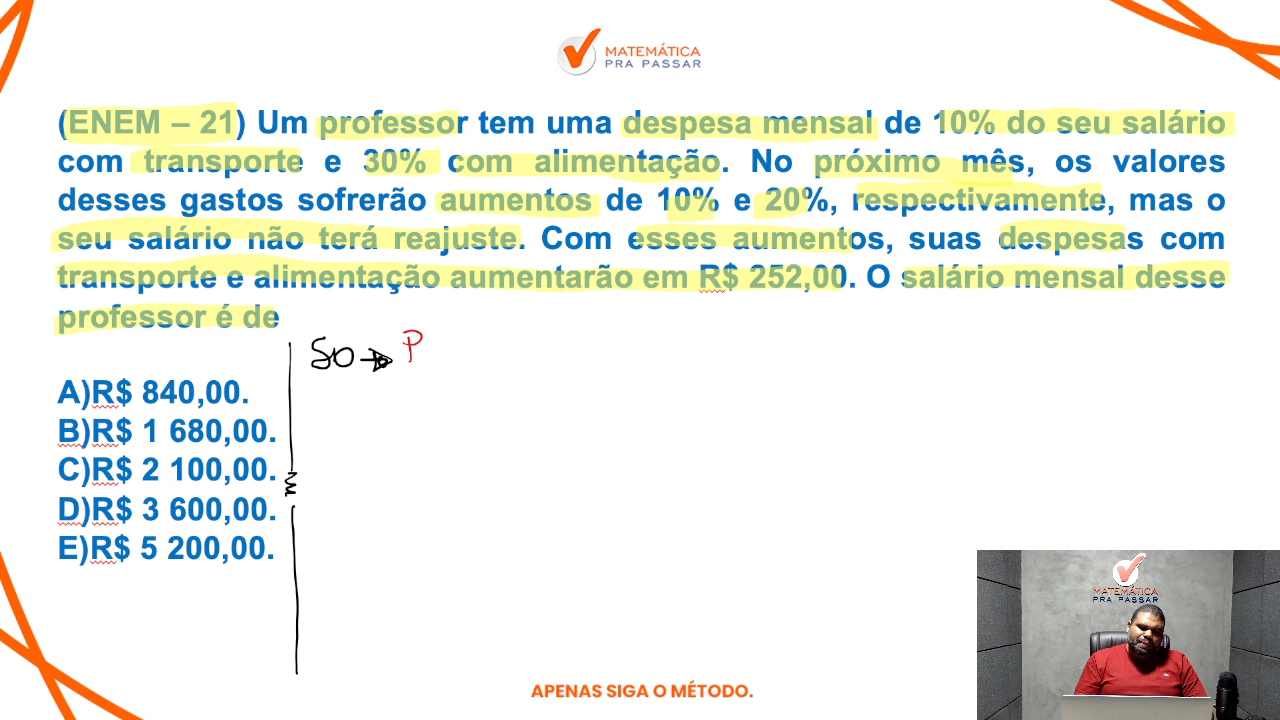 MATEMÁTICA
PRA PASSAR
(ENEM – 21) Um professor tem uma despesa mensal de 10% do seu salário
com transporte e 30% com alimentação. No próximo mês, os valores
desses gastos sofrerão aumentos de 10% e 20%, respectivamente, mas o
seu salário não terá reajuste. Com esses aumentos, suas despesas com
transporte e alimentação aumentarão em R$ 252,00. O salário mensal desse
professor é de
P
A)R$ 840,00.
B)R$ 1 680,00.
C)R$ 2 100,00.
D)R$ 3 600,00.
E)R$ 5 200,00.
MATEMÁTICA
PRA PASSAR
APENAS SIGA O MÉTODO.